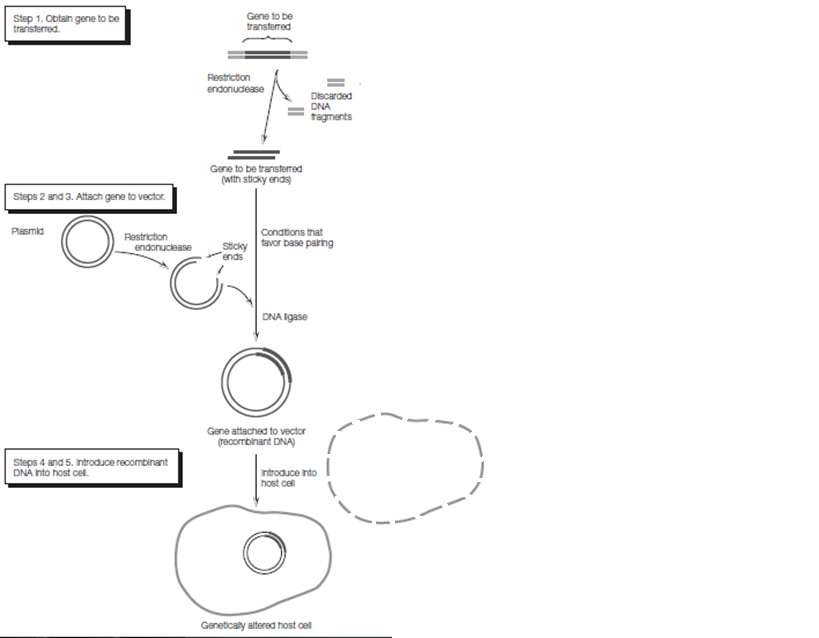 Step 1. Obtain gene to be
transferred.
Gene to be
transferred
Restriction
endonuclease
Discarded
DNA
fragments
Gene to be transferred
(with sticky ends)
Steps 2 and 3. Attach gene to vector.
Plasmid
Restriction
endonuclease
Sticky
ends
Conditions that
favor base pairing
DNA ligase
Gene attached to vector
(recombinant DNA)
Steps 4 and 5. Introduce recombinant
DNA into host cell.
Introduce into
host cell
Genetically altered host cell